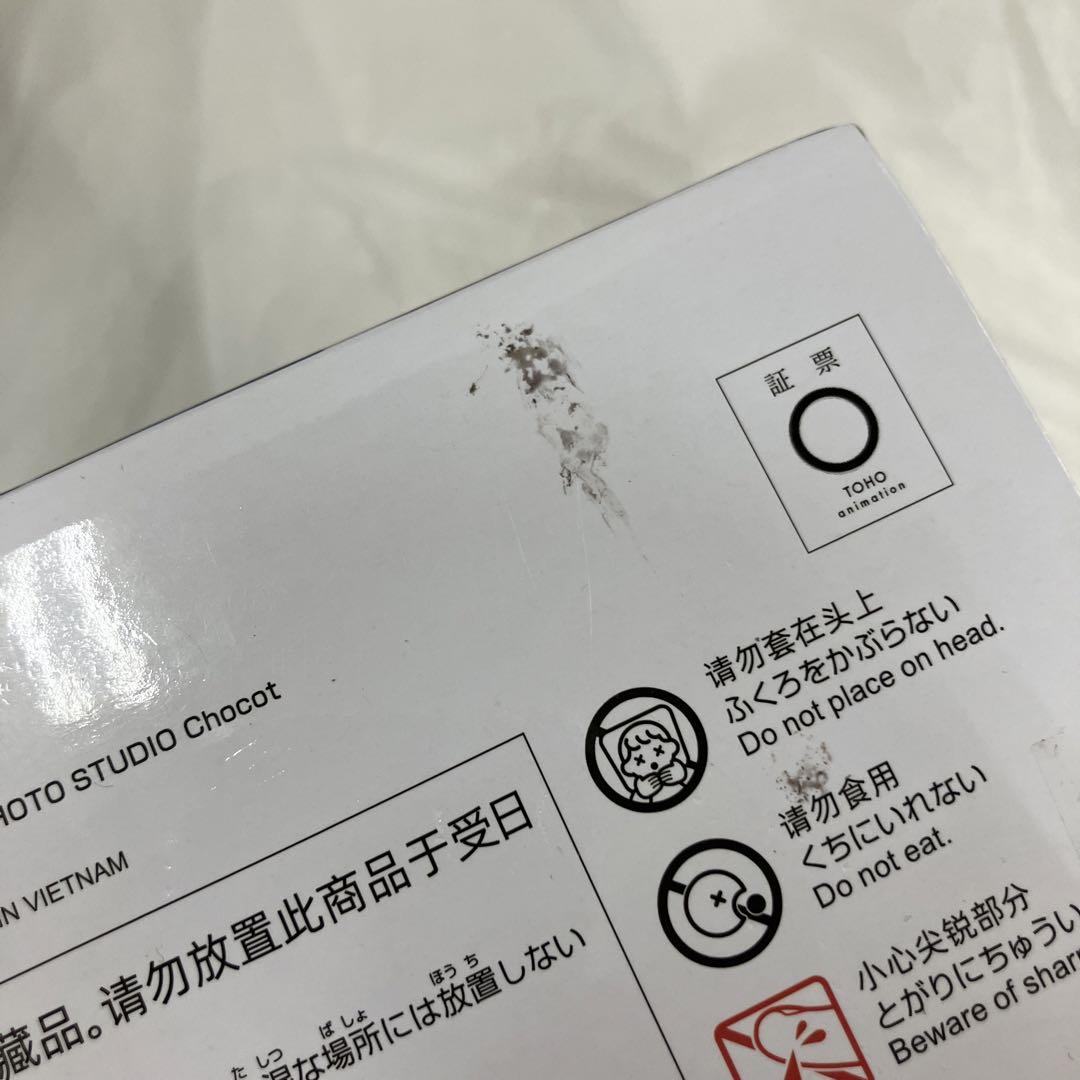 証票
TOHO
animation
请勿套在头上
ふくろをかぶらない
Do not place on head.
请勿食用
くちにいれない
Do not eat.
小心尖锐部分
とがりにちゅうい
Beware of sharp
HOTO STUDIO Chocot
IN VIETNAM
藏品。请勿放置此商品于受日
湿な場所には放置しない